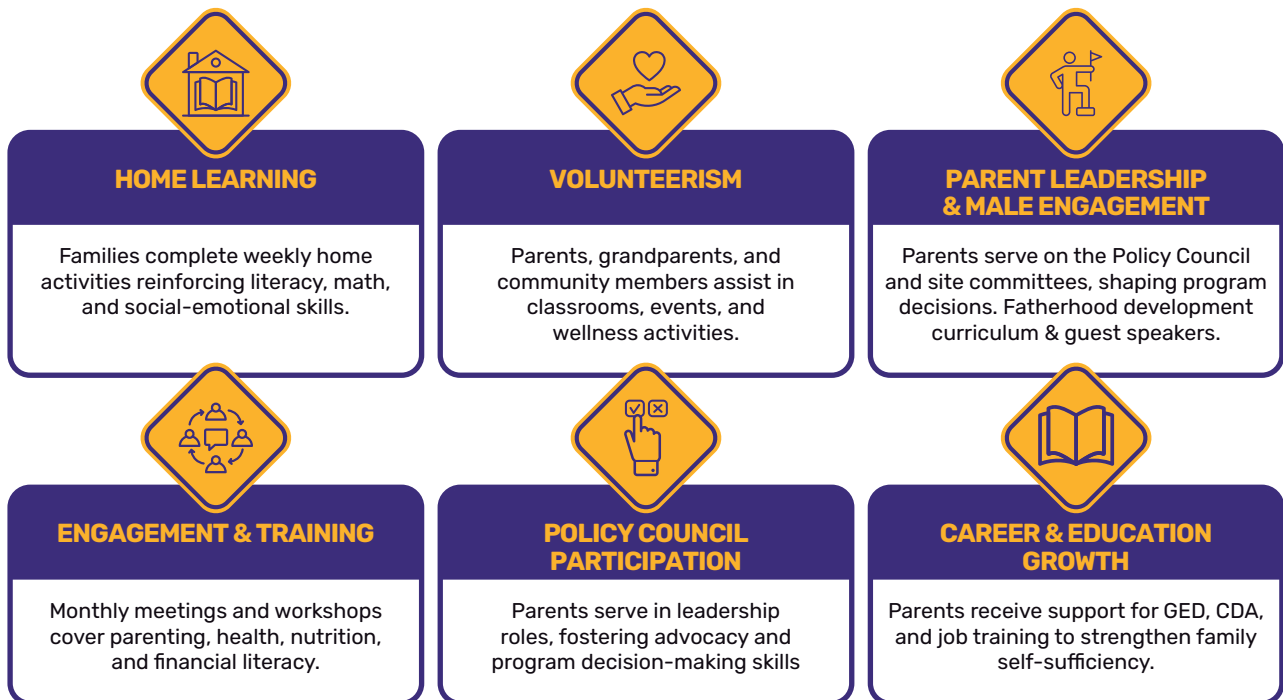 HOME LEARNING
Families complete weekly home
activities reinforcing literacy, math,
and social-emotional skills.
VOLUNTEERISM
Parents, grandparents, and
community members assist in
classrooms, events, and
wellness activities.
PARENT LEADERSHIP
& MALE ENGAGEMENT
Parents serve on the Policy Council
and site committees, shaping program
decisions. Fatherhood development
curriculum & guest speakers.
ENGAGEMENT & TRAINING
Monthly meetings and workshops
cover parenting, health, nutrition,
and financial literacy.
POLICY COUNCIL
PARTICIPATION
Parents serve in leadership
roles, fostering advocacy and
program decision-making skills
CAREER & EDUCATION
GROWTH
Parents receive support for GED, CDA,
and job training to strengthen family
self-sufficiency.